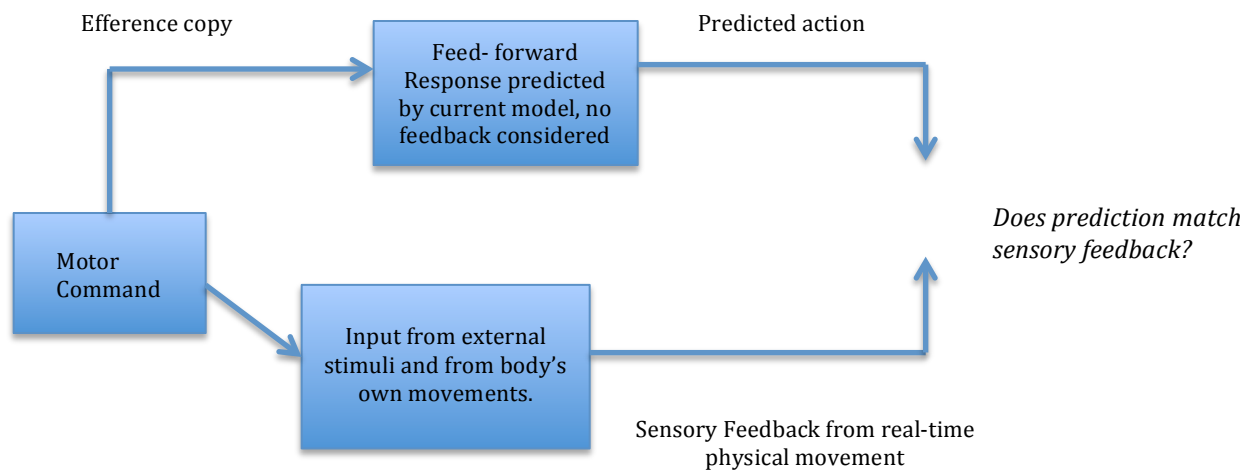 Efference copy
Predicted action
Feed- forward
Response predicted
by current model, no
feedback considered
Does prediction match
sensory feedback?
Motor
Command
Input from external
stimuli and from body’s
own movements.
Sensory Feedback from real-time
physical movement